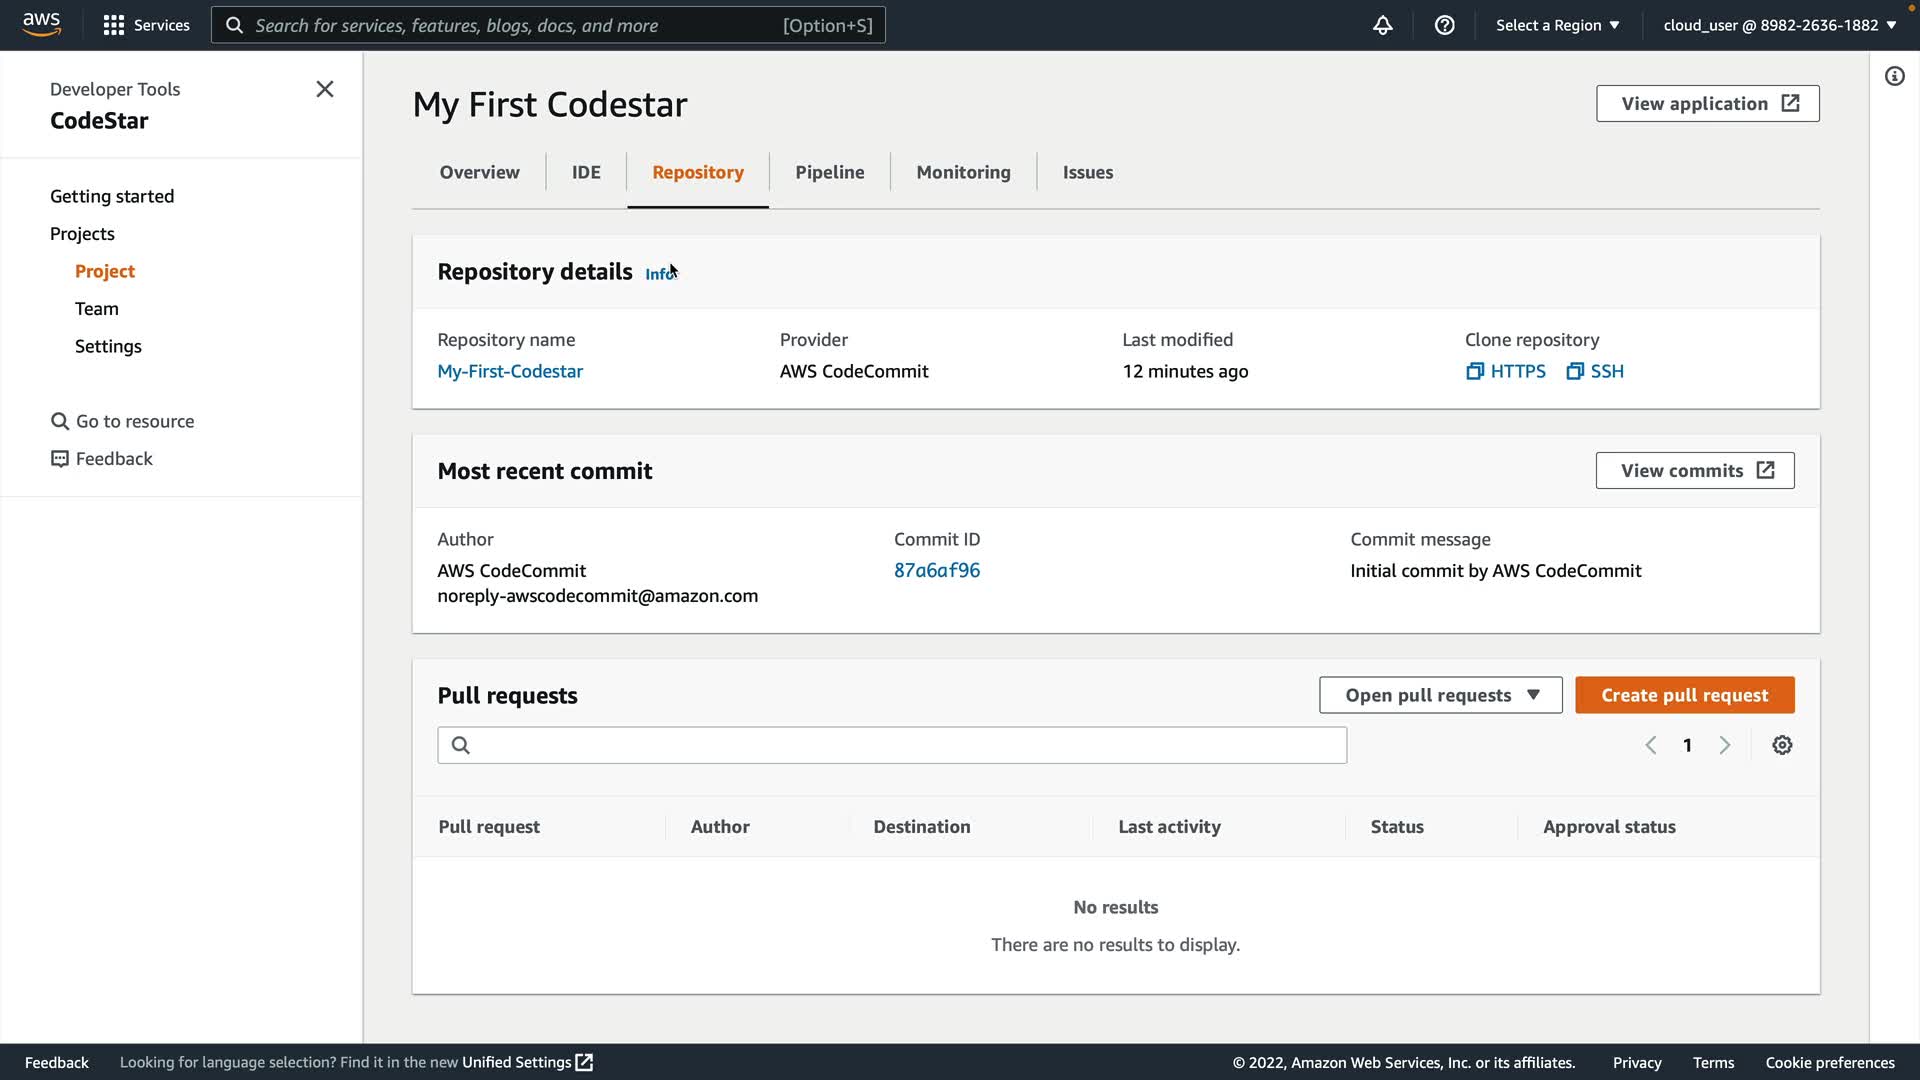 aws
Services
Search for services, features, blogs, docs, and more [Option+S]
Select a Region ▼
cloud_user @ 8982-2636-1882 ▼
Developer Tools
CodeStar
Getting started
Projects
Project
Team
Settings
Go to resource
Feedback
My First Codestar
View application
Overview
IDE
Repository
Pipeline
Monitoring
Issues
Repository details Info
Repository name
My-First-Codestar
Provider
AWS CodeCommit
Last modified
12 minutes ago
Clone repository
HTTPS SSH
Most recent commit
View commits
Author
AWS CodeCommit
noreply-awscodecommit@amazon.com
Commit ID
87a6af96
Commit message
Initial commit by AWS CodeCommit
Pull requests
Open pull requests ▼
Create pull request
1
Pull request
Author
Destination
Last activity
Status
Approval status
No results
There are no results to display.
Feedback
Looking for language selection? Find it in the new Unified Settings
© 2022, Amazon Web Services, Inc. or its affiliates.
Privacy
Terms
Cookie preferences